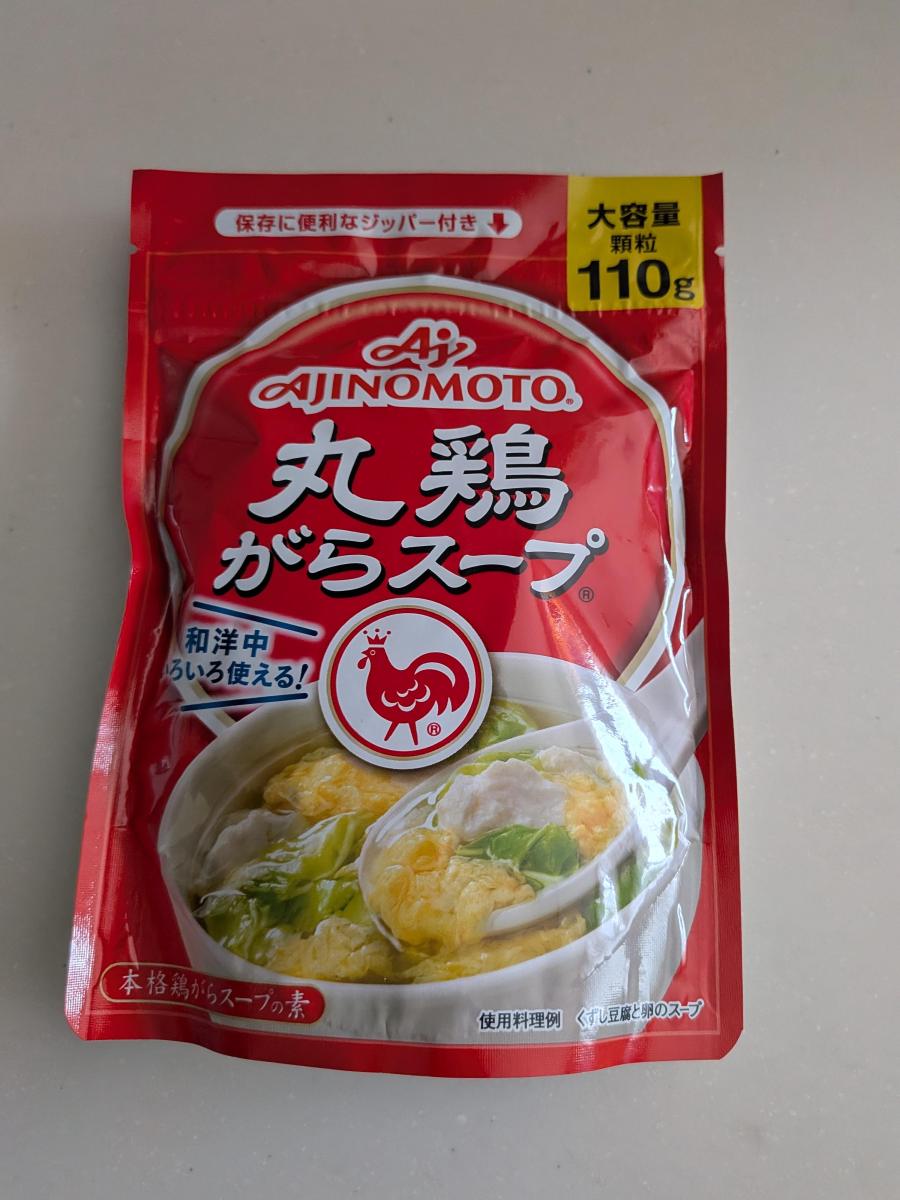 保存に便利なジッパー付き
大容量
顆粒
110g
Aj
AJINOMOTO®
丸鶏
がらスープ®
和洋中
いろいろ使える!
®
本格鶏がらスープの素
使用料理例 くずし豆腐と卵のスープ